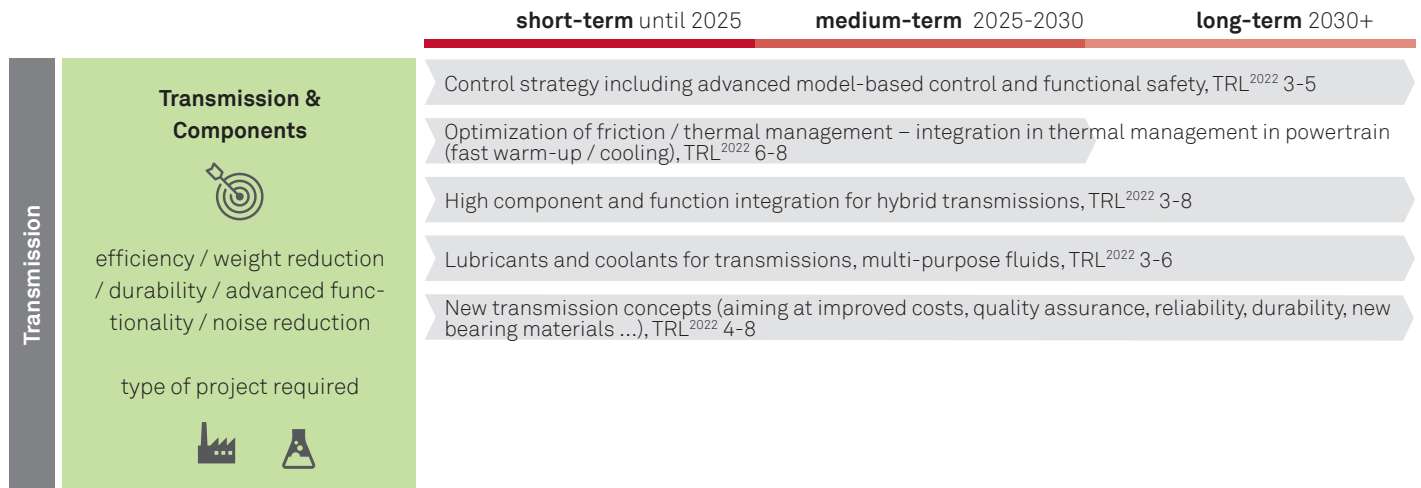 short-term until 2025 medium-term 2025-2030 long-term 2030+
Transmission
Transmission &
Components
efficiency / weight reduction
/ durability / advanced func-
tionality / noise reduction
type of project required
Control strategy including advanced model-based control and functional safety, TRL²⁰²² 3-5
Optimization of friction / thermal management – integration in thermal management in powertrain
(fast warm-up / cooling), TRL²⁰²² 6-8
High component and function integration for hybrid transmissions, TRL²⁰²² 3-8
Lubricants and coolants for transmissions, multi-purpose fluids, TRL²⁰²² 3-6
New transmission concepts (aiming at improved costs, quality assurance, reliability, durability, new
bearing materials ...), TRL²⁰²² 4-8